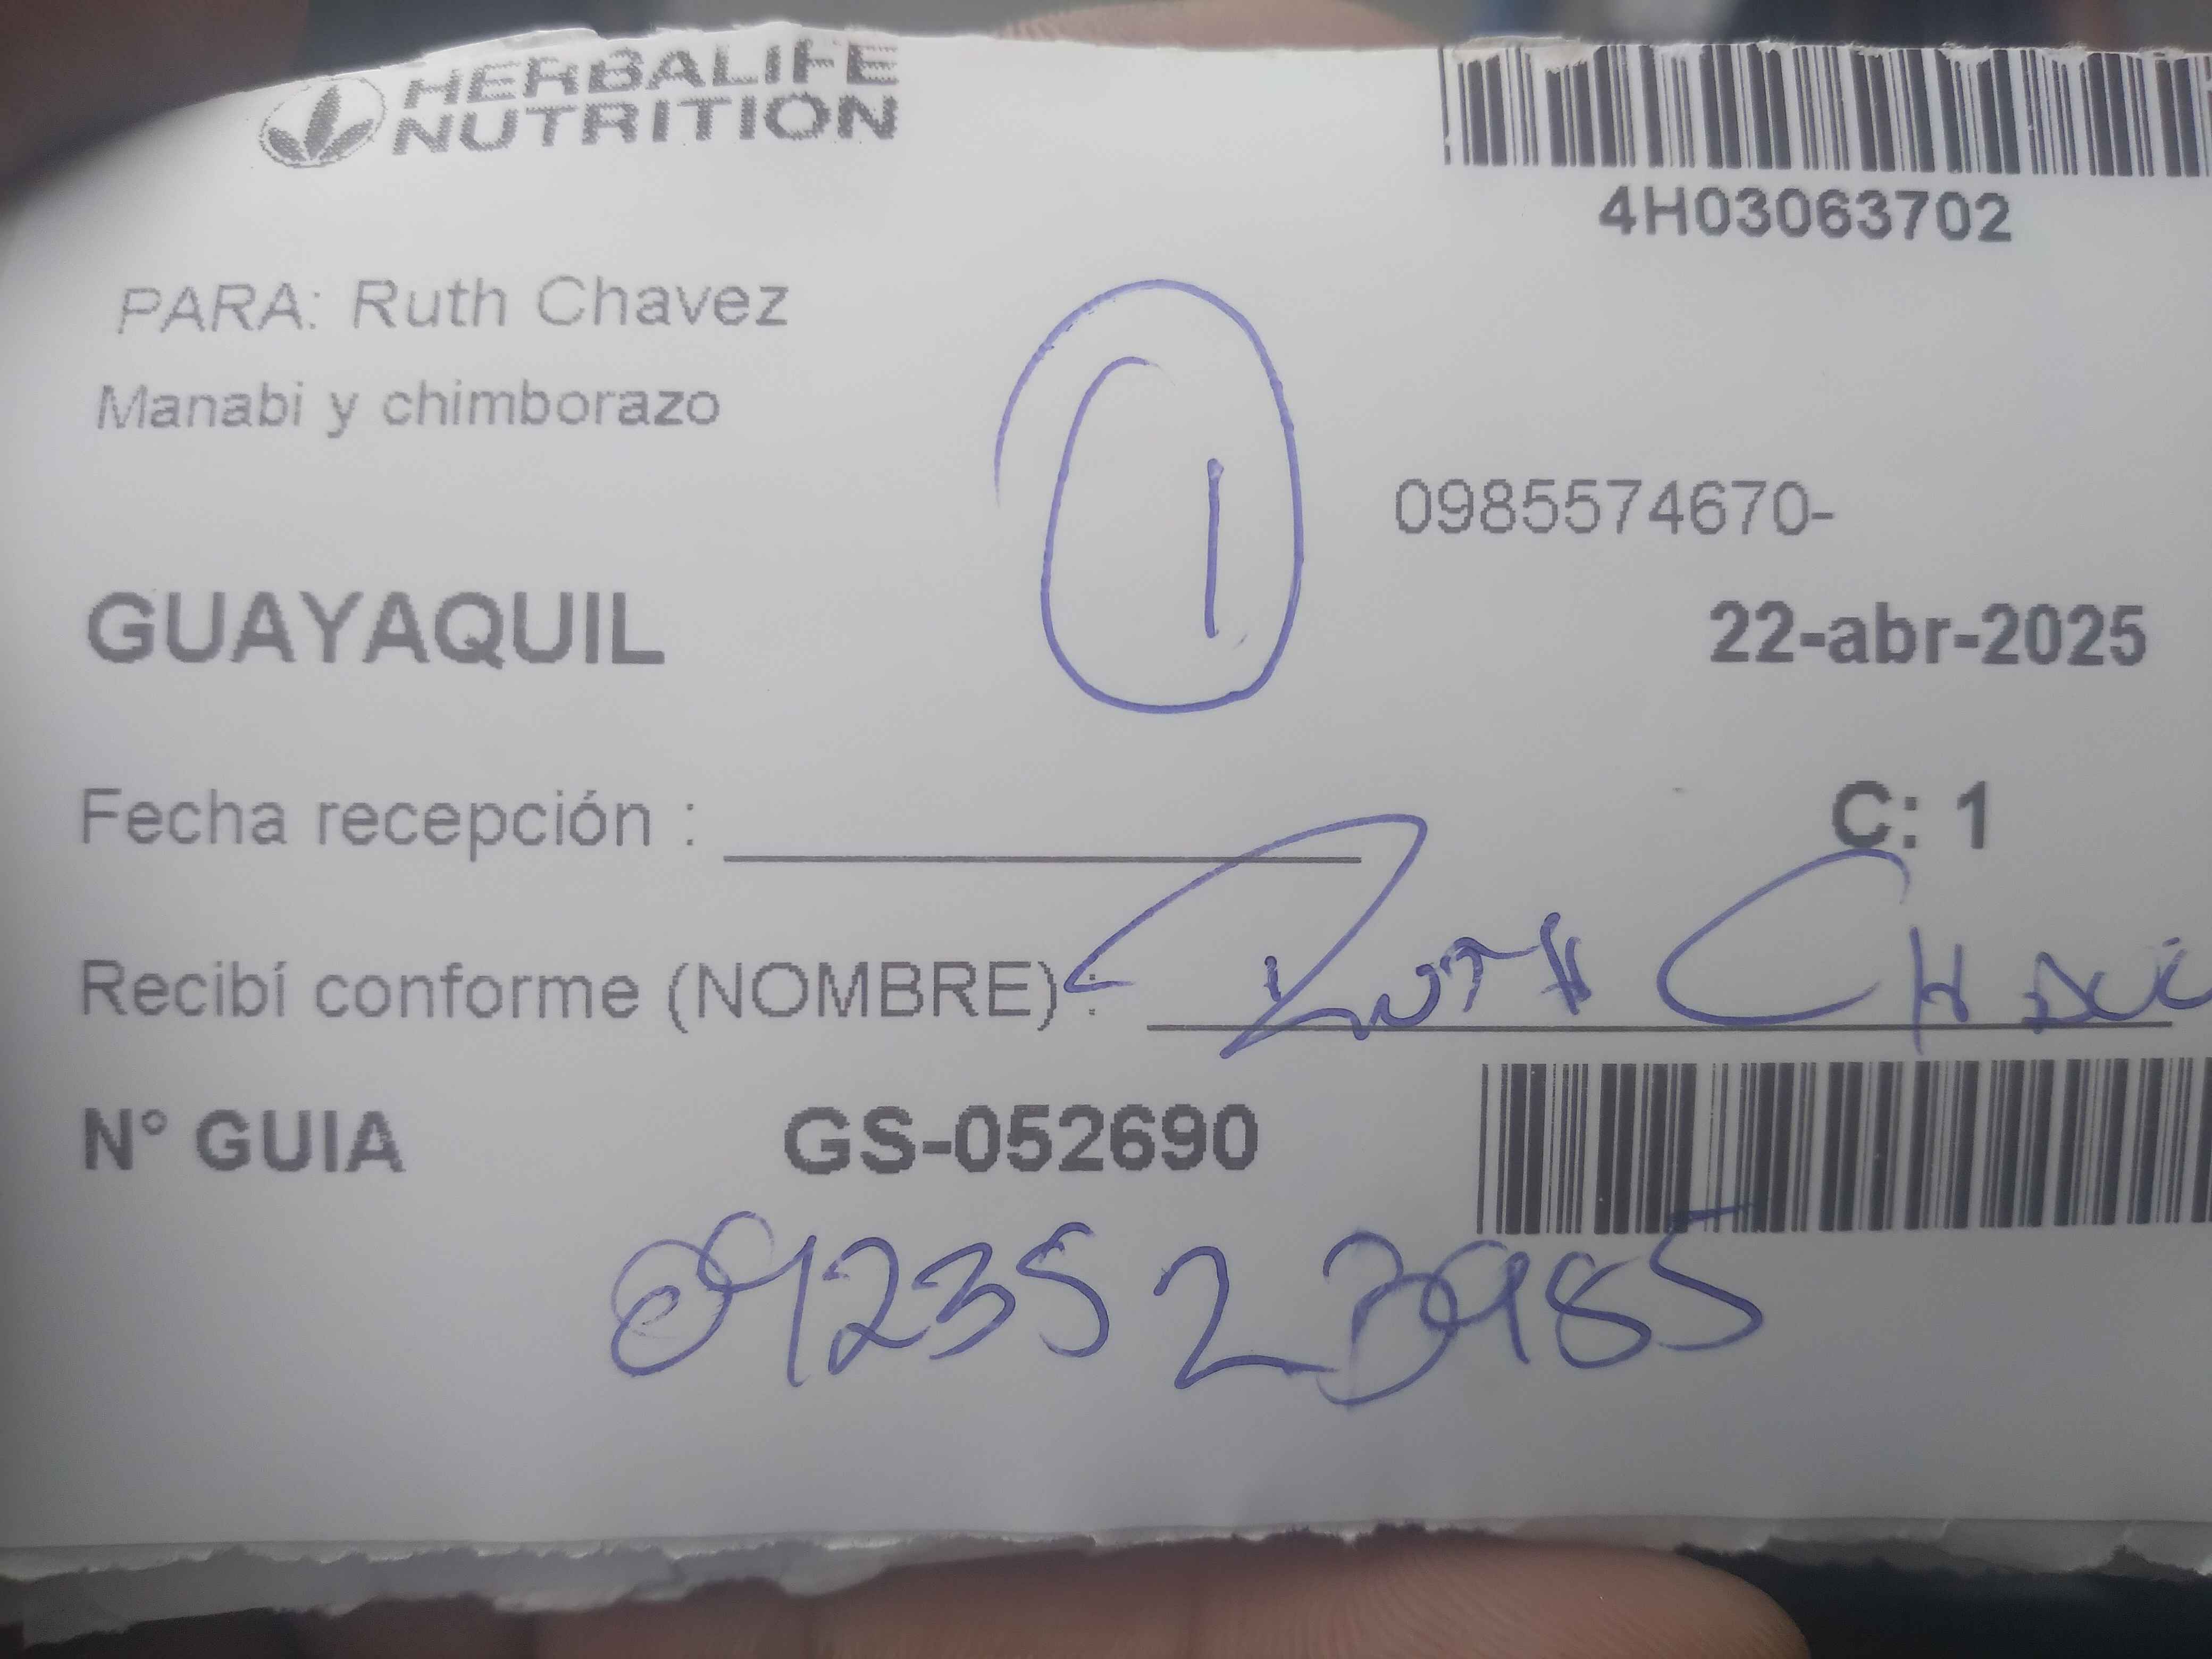 HERBALIFE
NUTRITION
4H03063702
PARA: Ruth Chavez
Manabi y chimborazo
1
0985574670-
GUAYAQUIL
22-abr-2025
Fecha recepción :
C: 1
Recibí conforme (NOMBRE) : Ruth
N° GUIA GS-052690